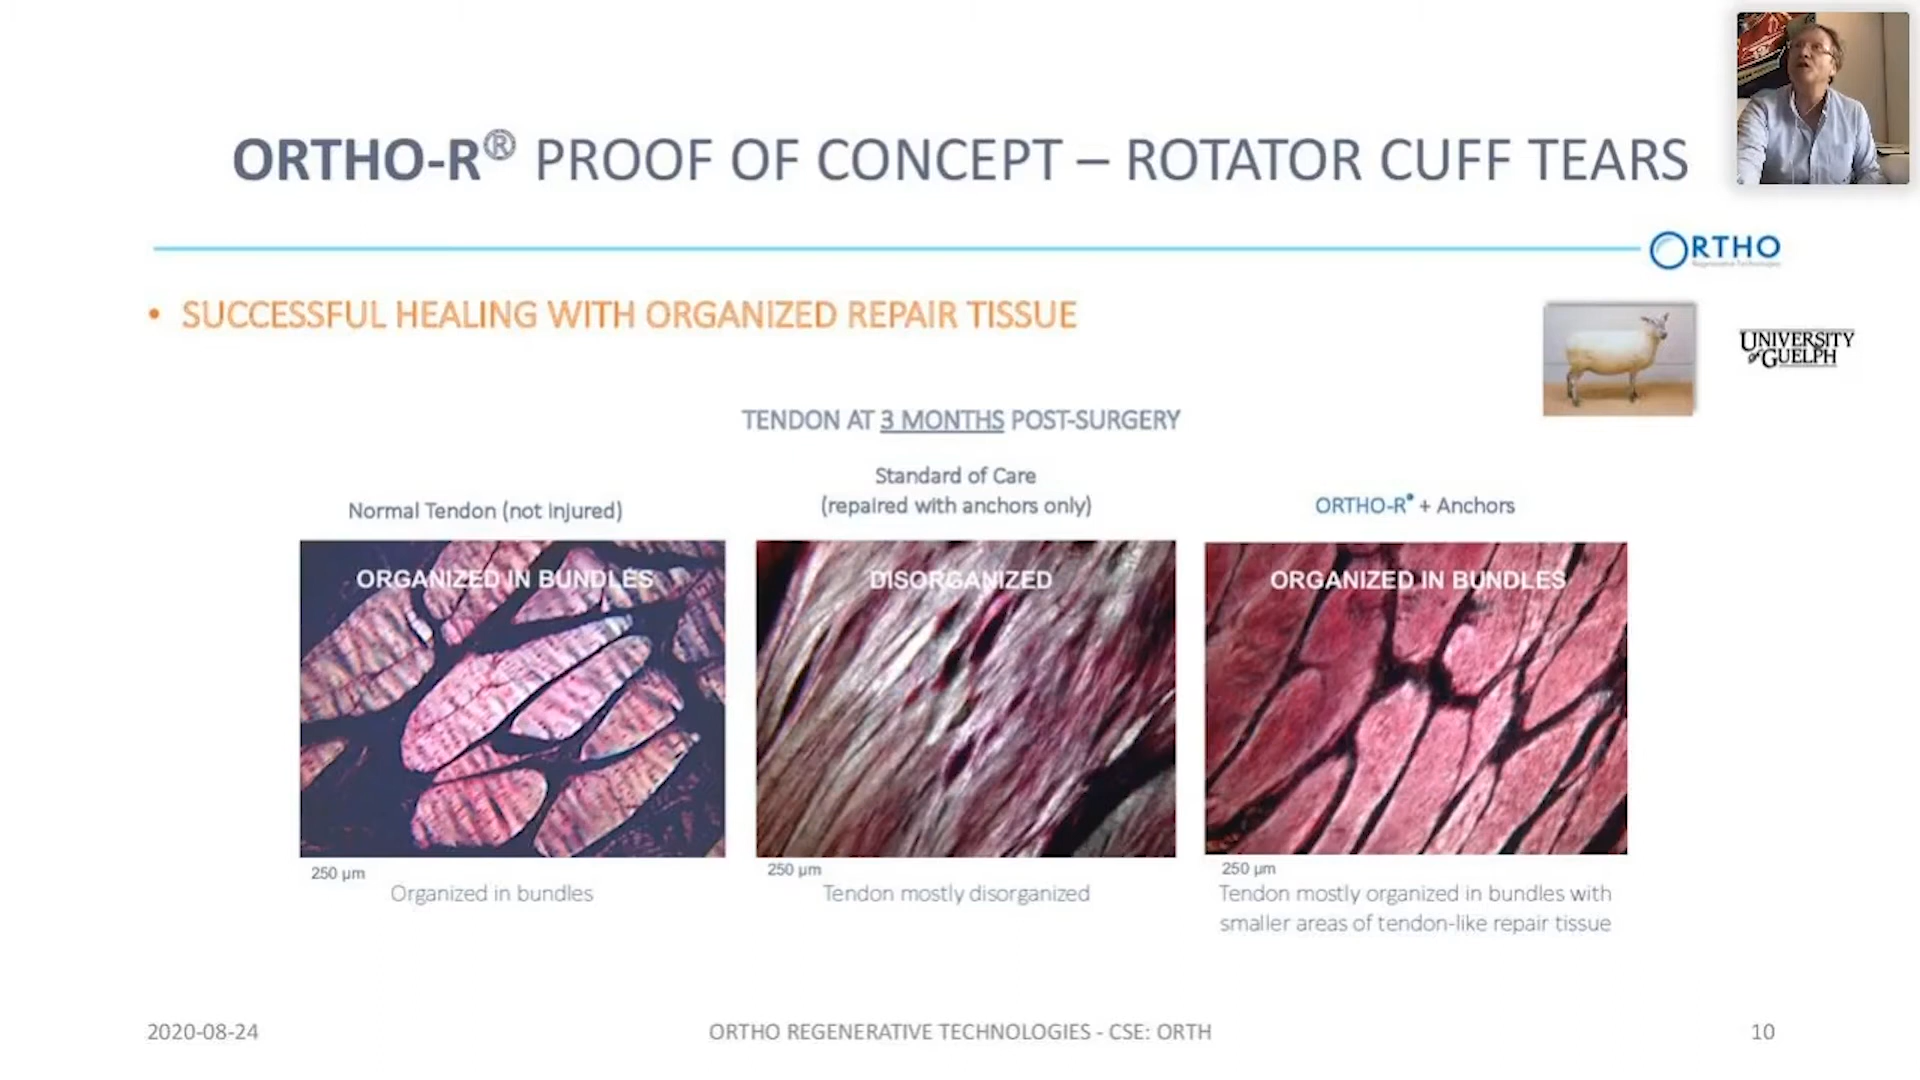 ORTHO-R® PROOF OF CONCEPT – ROTATOR CUFF TEARS
ORTHO
• SUCCESSFUL HEALING WITH ORGANIZED REPAIR TISSUE
UNIVERSITY
of GUELPH
TENDON AT 3 MONTHS POST-SURGERY
Normal Tendon (not injured)
Standard of Care
(repaired with anchors only)
ORTHO-R® + Anchors
ORGANIZED IN BUNDLES
DISORGANIZED
ORGANIZED IN BUNDLES
250 µm
250 µm
250 µm
Organized in bundles
Tendon mostly disorganized
Tendon mostly organized in bundles with
smaller areas of tendon-like repair tissue
2020-08-24
ORTHO REGENERATIVE TECHNOLOGIES - CSE: ORTH
10